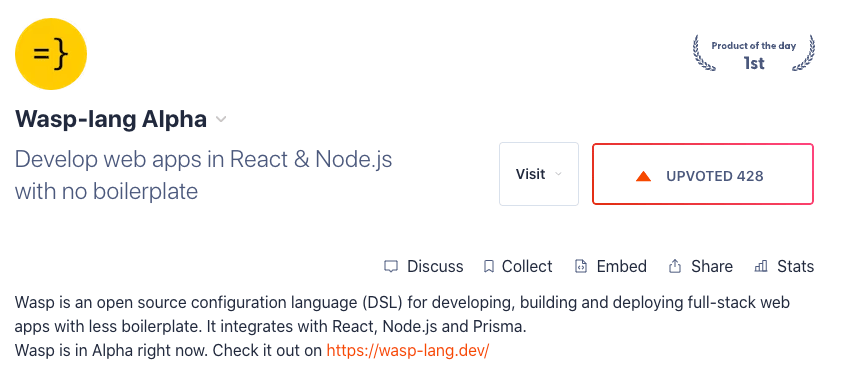 =}
Product of the day
1st
Wasp-lang Alpha
Develop web apps in React & Node.js
with no boilerplate
Visit
UPVOTED 428
Discuss Collect Embed Share Stats
Wasp is an open source configuration language (DSL) for developing, building and deploying full-stack web
apps with less boilerplate. It integrates with React, Node.js and Prisma.
Wasp is in Alpha right now. Check it out on https://wasp-lang.dev/